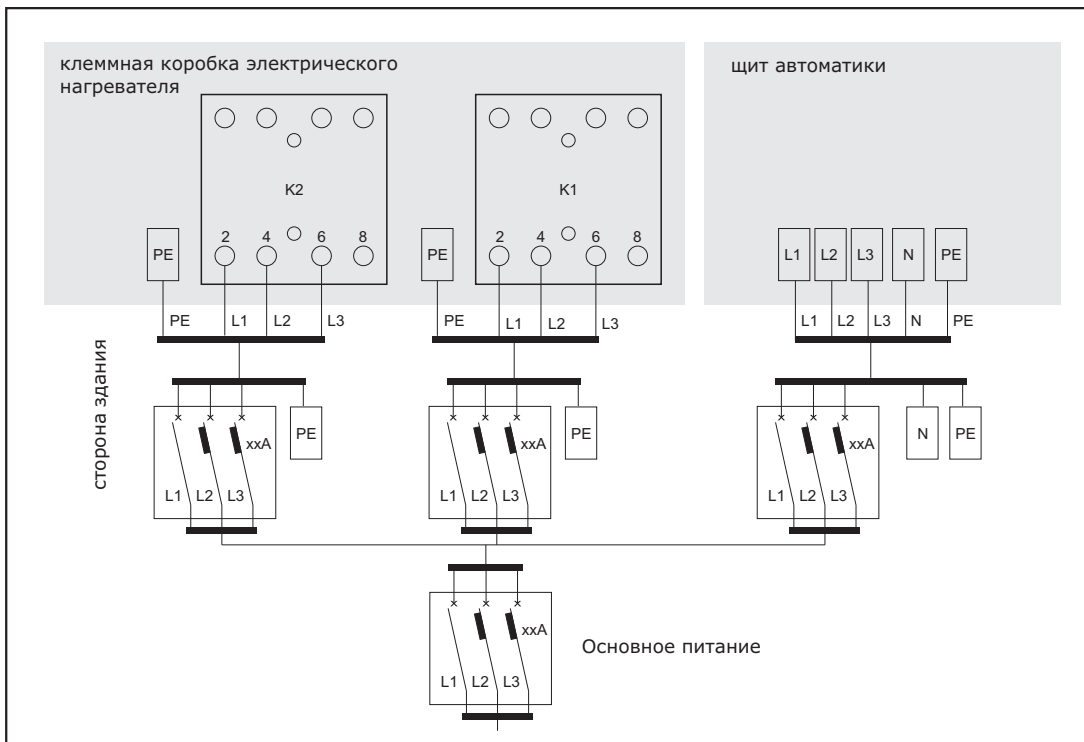 клеммная коробка электрического
нагревателя
щит автоматики
K2
K1
2 4 6 8
2 4 6 8
PE
PE
L1 L2 L3 N PE
PE L1 L2 L3
PE L1 L2 L3
L1 L2 L3 N PE
сторона здания
PE
PE
N PE
xxA
xxA
xxA
L1 L2 L3
L1 L2 L3
L1 L2 L3
xxA
L1 L2 L3
Основное питание